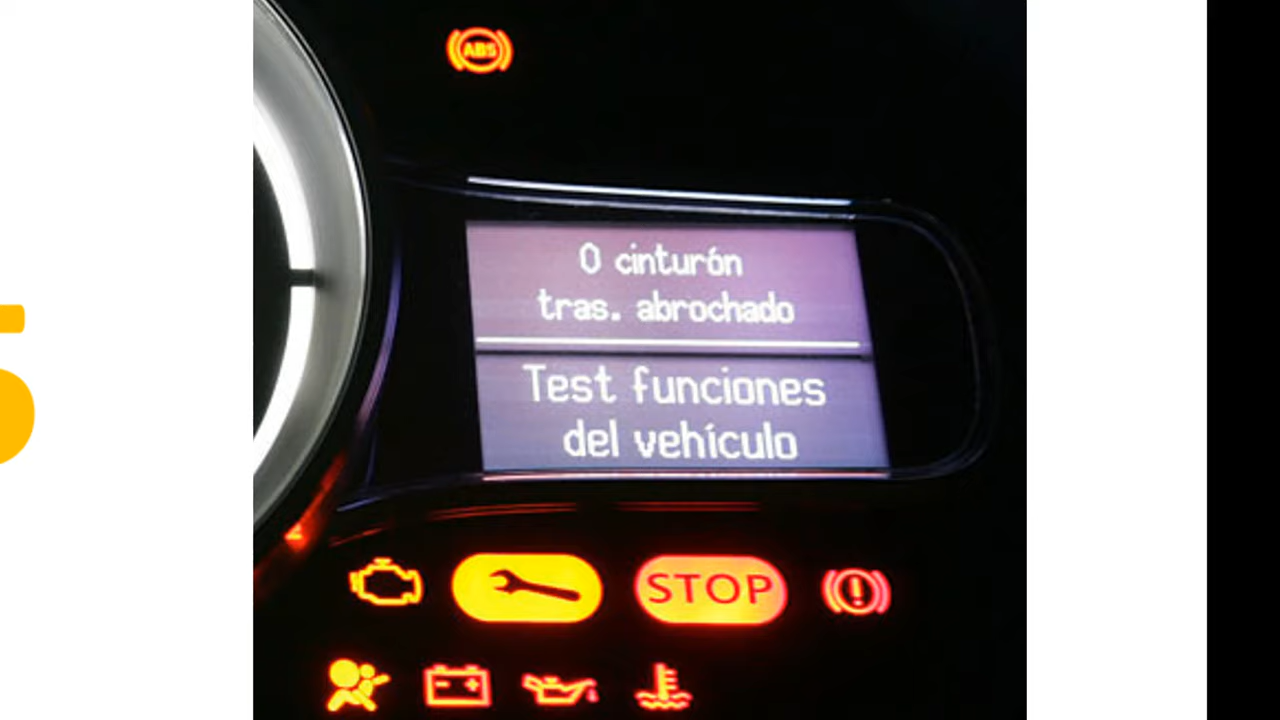 ABS
0 cinturón
tras. abrochado
Test funciones
del vehículo
STOP